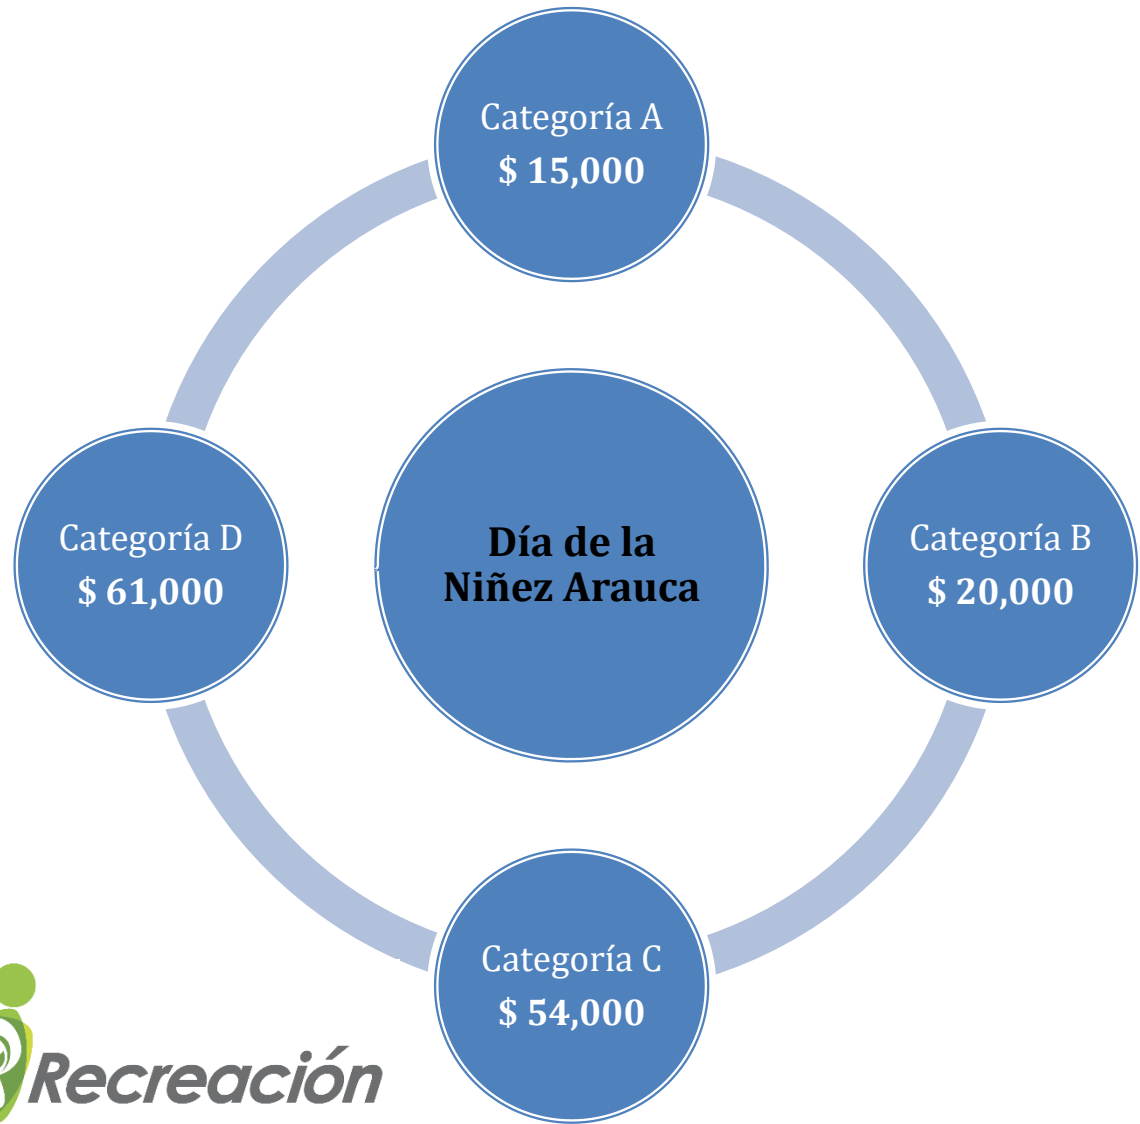 Categoría A
$ 15,000
Categoría D
$ 61,000
Día de la
Niñez Arauca
Categoría B
$ 20,000
Categoría C
$ 54,000
Recreación